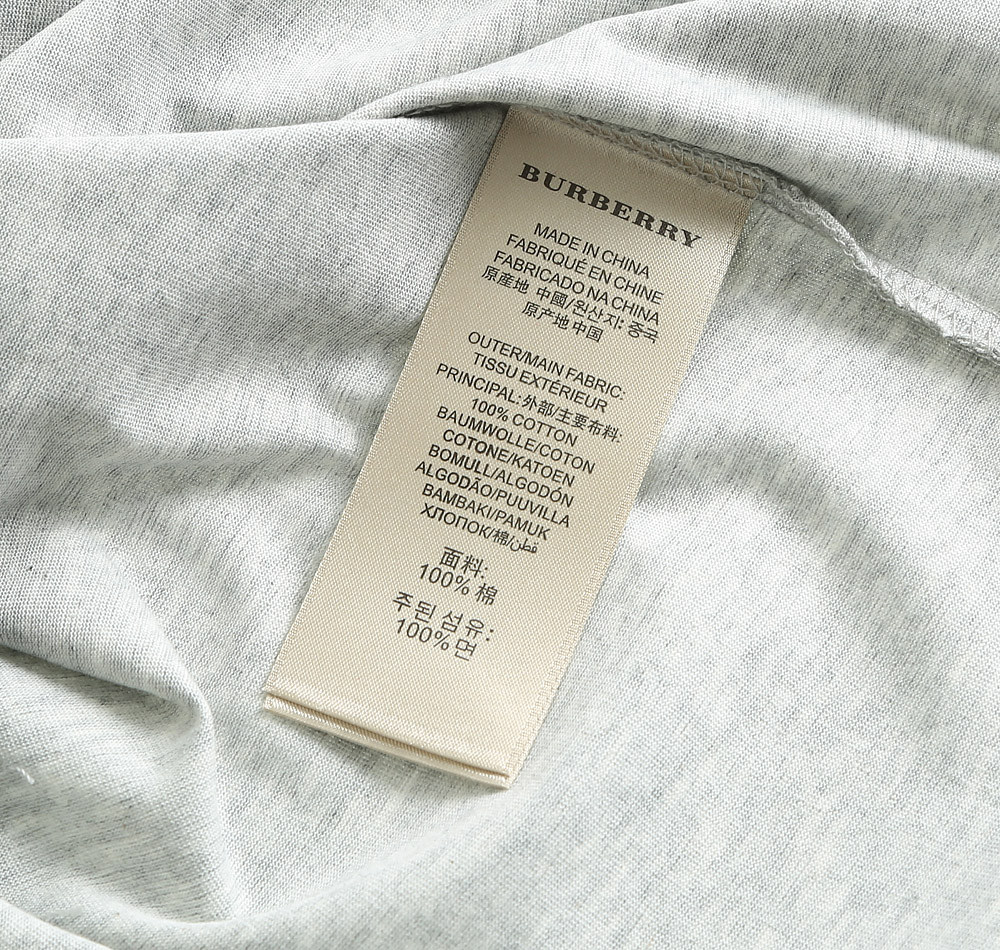 BURBERRY
MADE IN CHINA
FABRIQUÉ EN CHINE
FABRICADO NA CHINA
原産地 中國/원산지: 중국
原产地 中国
OUTER/MAIN FABRIC:
TISSU EXTÉRIEUR
PRINCIPAL:外部/主要布料:
100% COTTON
BAUMWOLLE/COTON
COTONE/KATOEN
BOMULL/ALGODÓN
ALGODÃO/PUUVILLA
BAMBAKI/PAMUK
ХЛОПОК/棉/قطن
面料:
100% 棉
주된 섬유:
100% 면